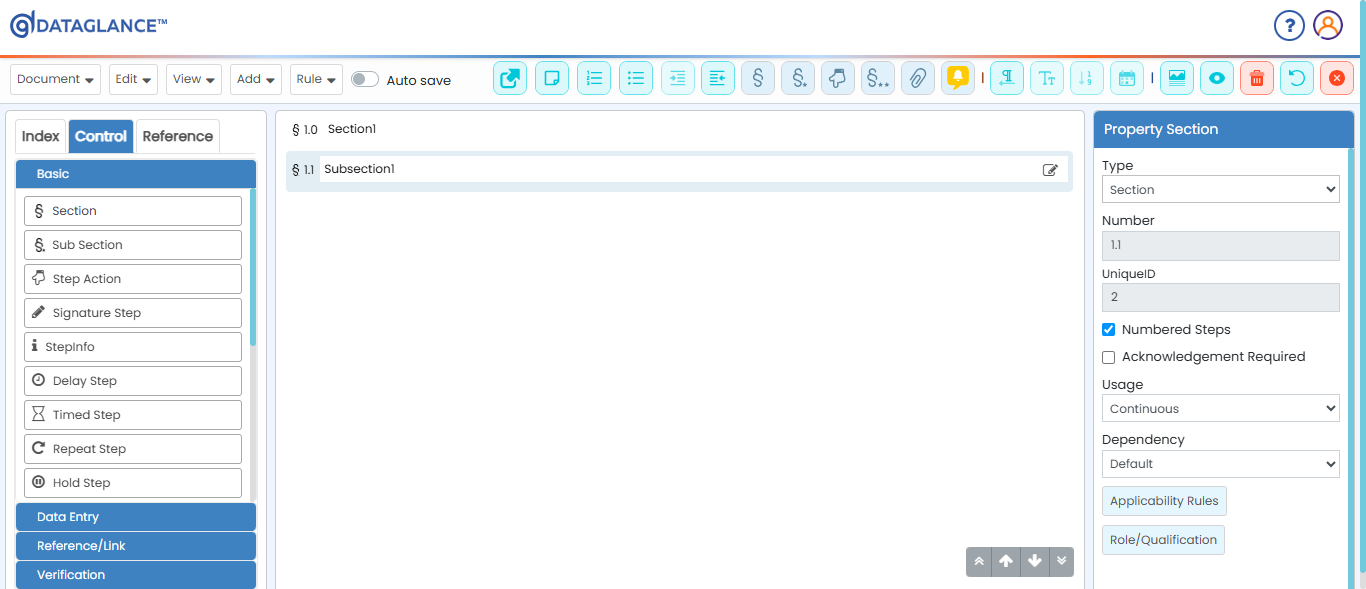 DATAGLANCE™
?
Document Edit View Add Rule Auto save
Index Control Reference
Basic
§ Section
§. Sub Section
Step Action
Signature Step
i StepInfo
Delay Step
Timed Step
Repeat Step
Hold Step
Data Entry
Reference/Link
Verification
§ 1.0 Section1
§ 1.1 Subsection1
Property Section
Type
Section
Number
1.1
UniqueID
2
Numbered Steps
Acknowledgement Required
Usage
Continuous
Dependency
Default
Applicability Rules
Role/Qualification